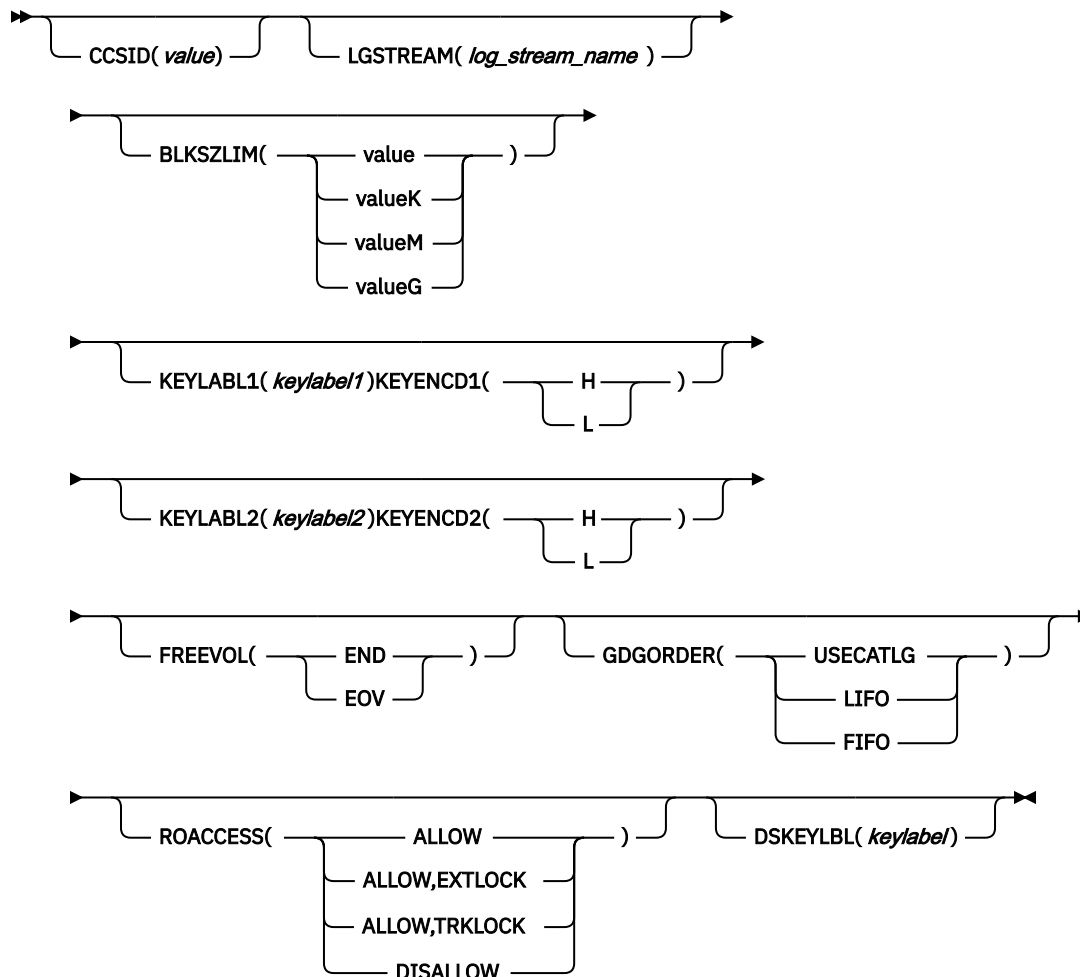 CCSID( value) LGSTREAM( log_stream_name )
BLKSZLIM( value )
valueK
valueM
valueG
KEYLABL1( keylabel1 )KEYENCD1( H )
L
KEYLABL2( keylabel2 )KEYENCD2( H )
L
FREEVOL( END ) GDGORDER( USECATLG )
EOV LIFO
FIFO
ROACCESS( ALLOW ) DSKEYLBL( keylabel )
ALLOW,EXTLOCK
ALLOW,TRKLOCK
DISALLOW